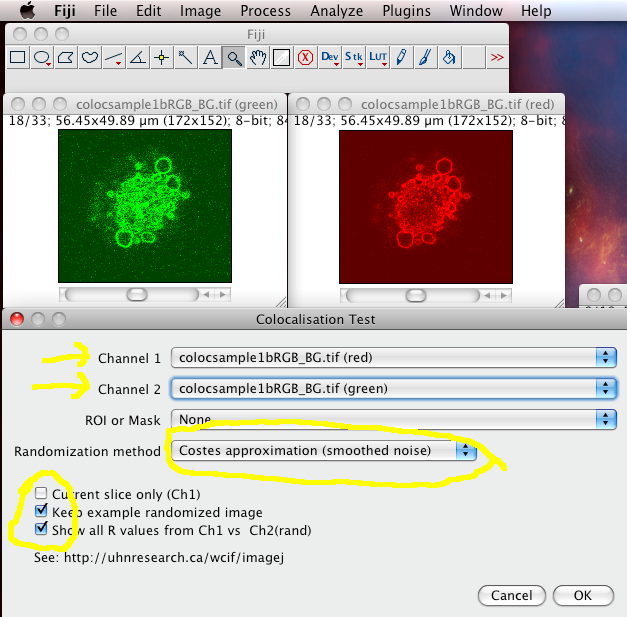 Fiji File Edit Image Process Analyze Plugins Window Help
Fiji
A Dev Stk LUT >>
colocsample1bRGB_BG.tif (green)
colocsample1bRGB_BG.tif (red)
18/33; 56.45x49.89 µm (172x152); 8-bit; 84
18/33; 56.45x49.89 µm (172x152); 8-bit; 8
Colocalisation Test
Channel 1 colocsample1bRGB_BG.tif (red)
Channel 2 colocsample1bRGB_BG.tif (green)
ROI or Mask None
Randomization method Costes approximation (smoothed noise)
Current slice only (Ch1)
Keep example randomized image
Show all R values from Ch1 vs Ch2(rand)
See: http://uhnresearch.ca/wcif/imagej
Cancel OK